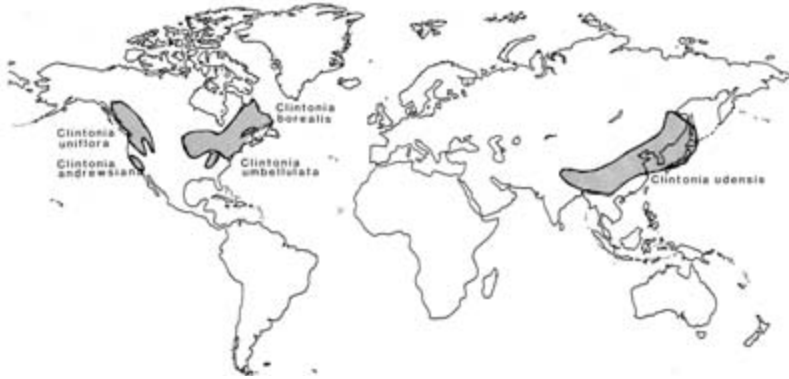 Clintonia
borealis
Clintonia
uniflora
Clintonia
andrewsiana
Clintonia
umbellulata
Clintonia udensis